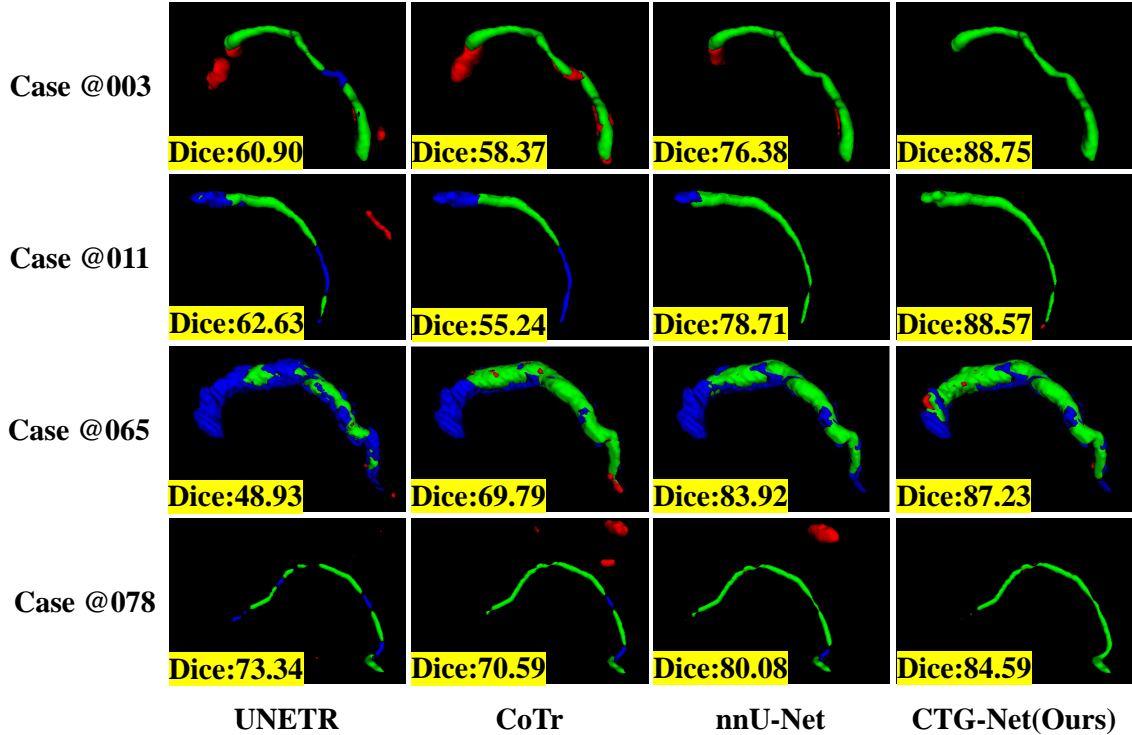 Case @003
Dice:60.90
Dice:58.37
Dice:76.38
Dice:88.75
Case @011
Dice:62.63
Dice:55.24
Dice:78.71
Dice:88.57
Case @065
Dice:48.93
Dice:69.79
Dice:83.92
Dice:87.23
Case @078
Dice:73.34
Dice:70.59
Dice:80.08
Dice:84.59
UNETR
CoTr
nnU-Net
CTG-Net(Ours)